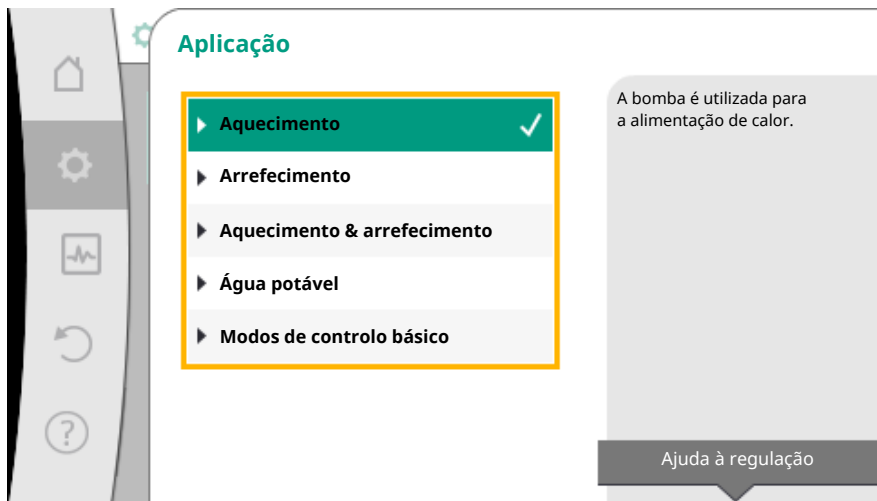 Aplicação
Aquecimento
Arrefecimento
Aquecimento & arrefecimento
Água potável
Modos de controlo básico
A bomba é utilizada para
a alimentação de calor.
Ajuda à regulação